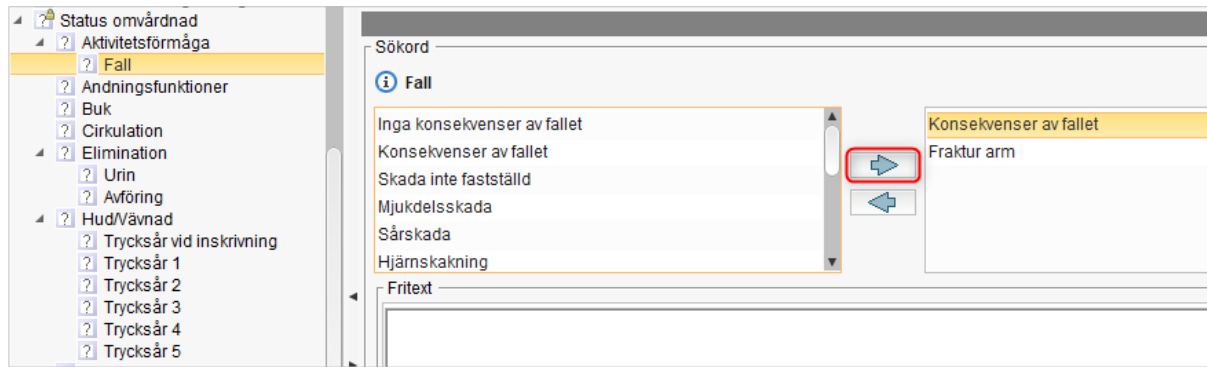 Status omvårdnad
Aktivitetsförmåga
Fall
Andningsfunktioner
Buk
Cirkulation
Elimination
Urin
Avföring
Hud/Vävnad
Trycksår vid inskrivning
Trycksår 1
Trycksår 2
Trycksår 3
Trycksår 4
Trycksår 5
Sökord
Fall
Inga konsekvenser av fallet
Konsekvenser av fallet
Skada inte fastställd
Mjukdelsskada
Sårskada
Hjärnskakning
Konsekvenser av fallet
Fraktur arm
Fritext